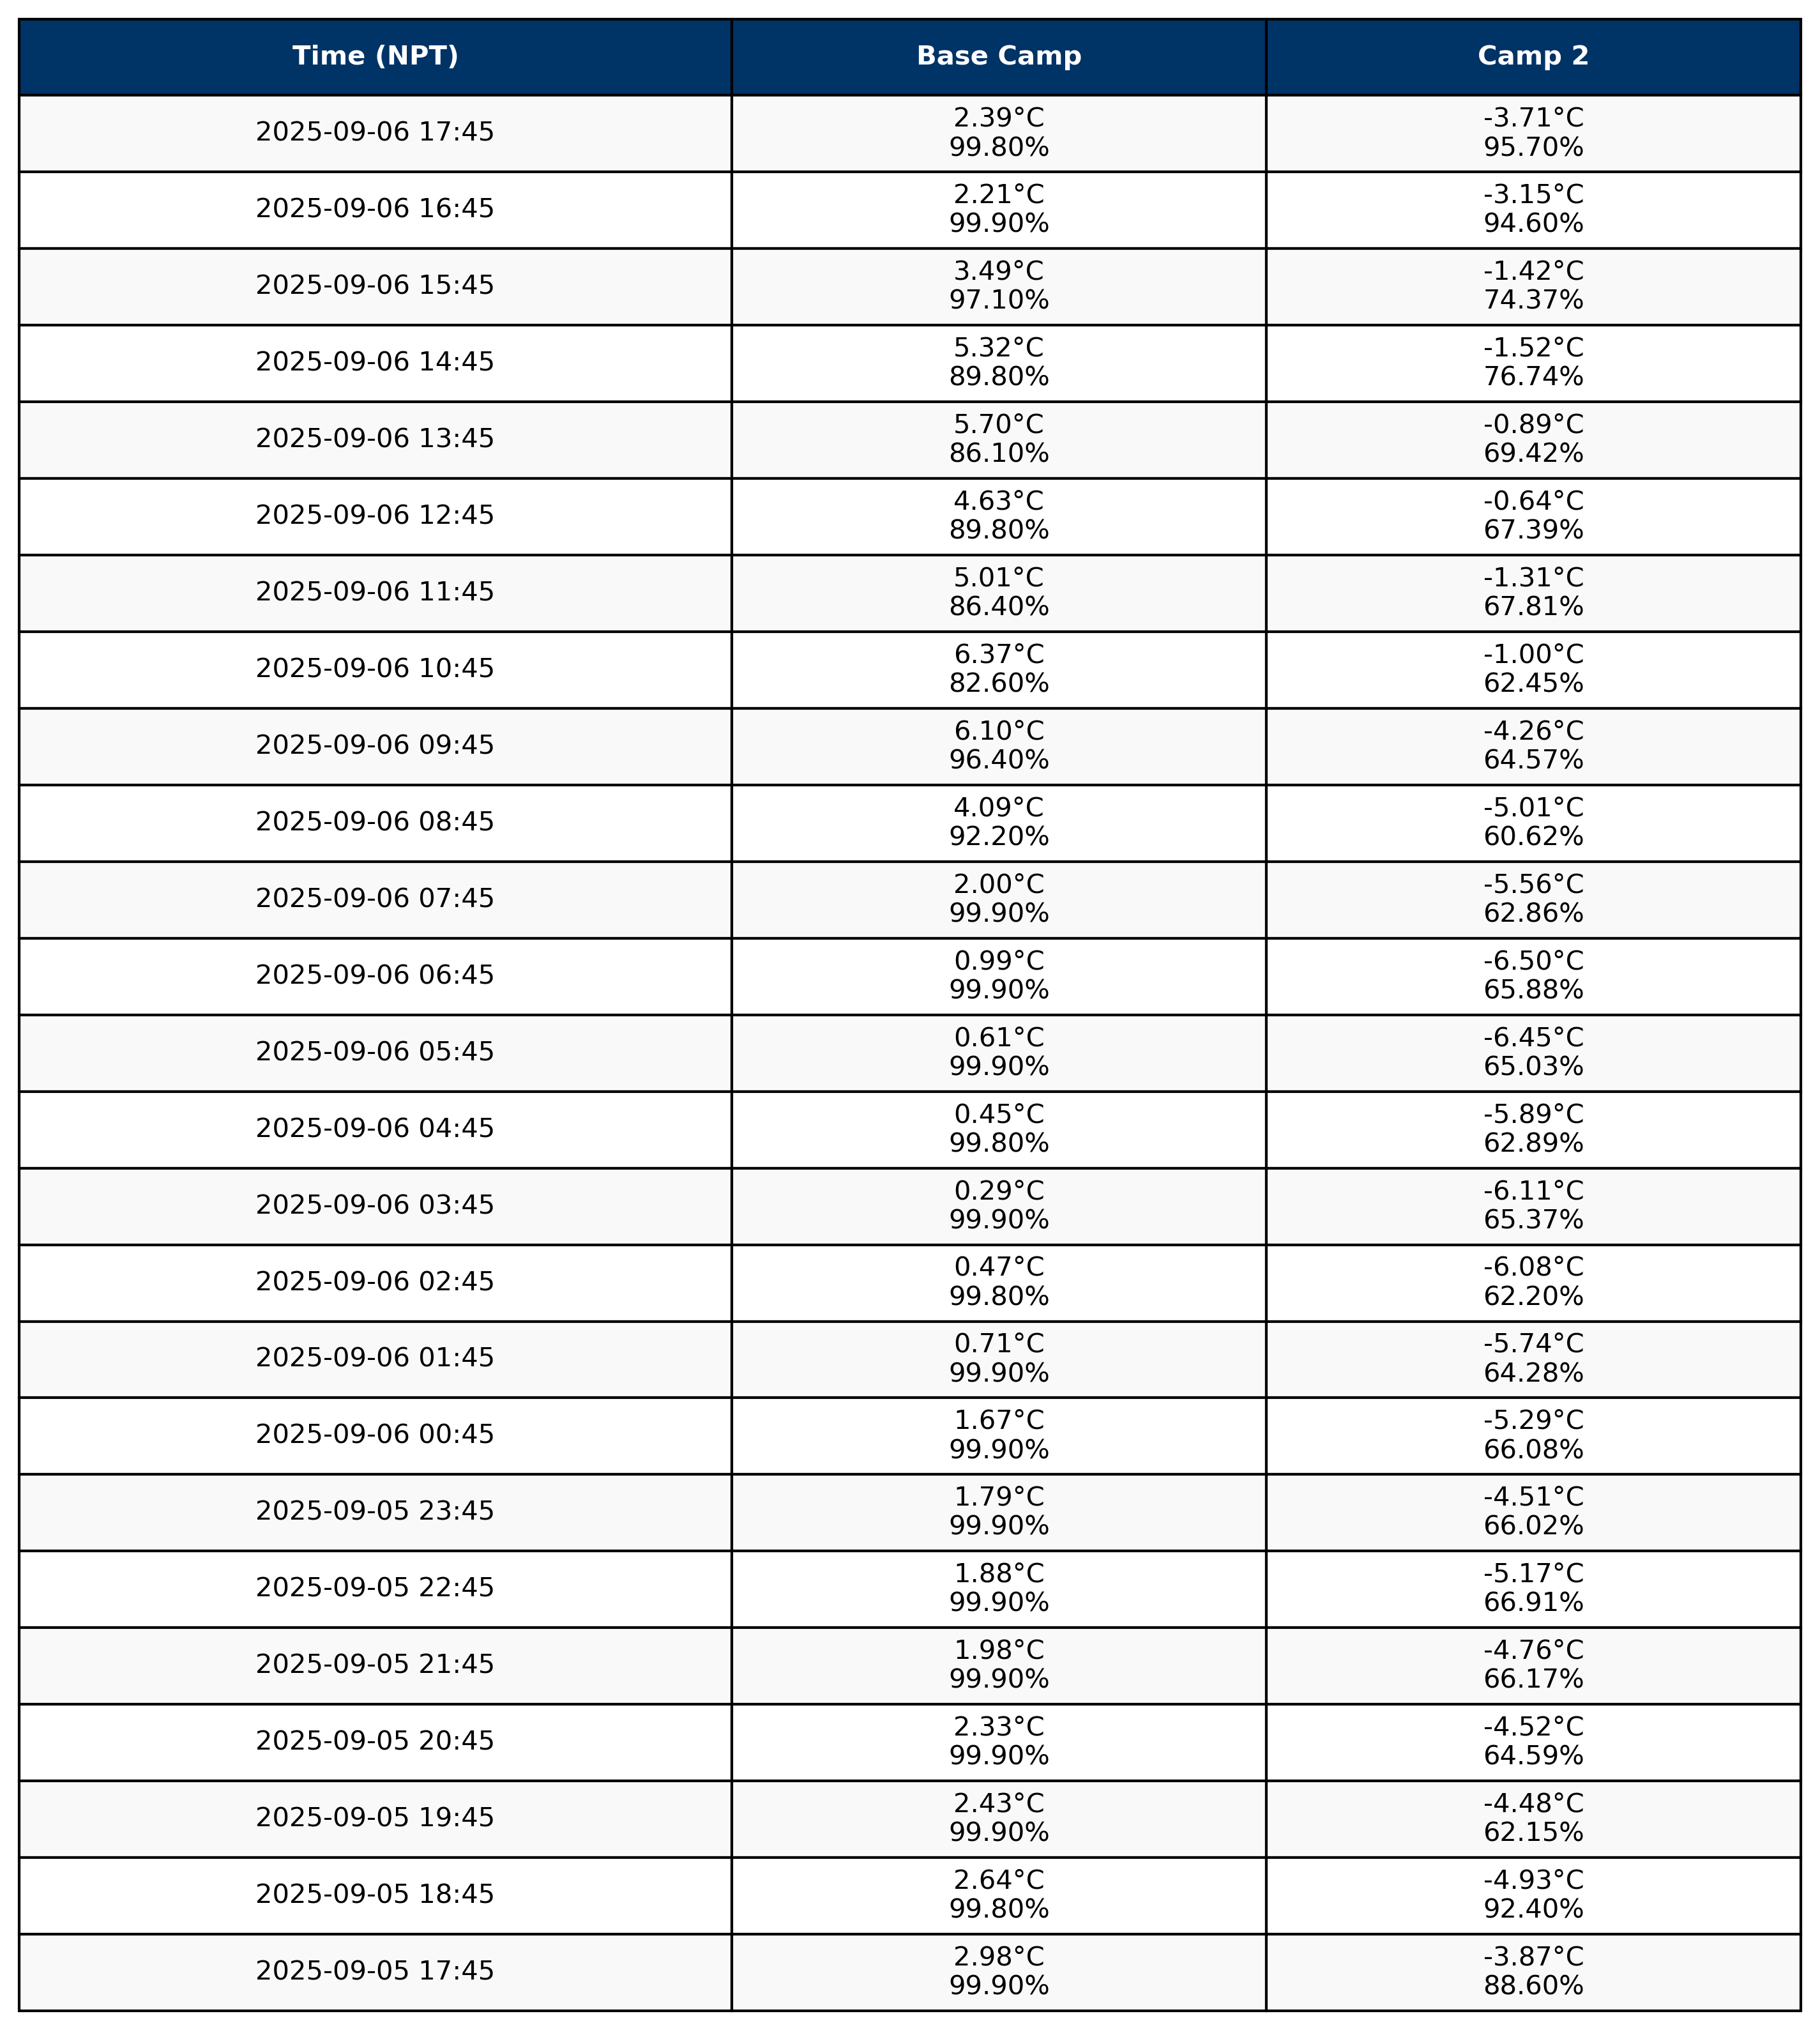 Time (NPT) Base Camp Camp 2
2025-09-06 17:45 2.39°C -3.71°C
99.80% 95.70%
2025-09-06 16:45 2.21°C -3.15°C
99.90% 94.60%
2025-09-06 15:45 3.49°C -1.42°C
97.10% 74.37%
2025-09-06 14:45 5.32°C -1.52°C
89.80% 76.74%
2025-09-06 13:45 5.70°C -0.89°C
86.10% 69.42%
2025-09-06 12:45 4.63°C -0.64°C
89.80% 67.39%
2025-09-06 11:45 5.01°C -1.31°C
86.40% 67.81%
2025-09-06 10:45 6.37°C -1.00°C
82.60% 62.45%
2025-09-06 09:45 6.10°C -4.26°C
96.40% 64.57%
2025-09-06 08:45 4.09°C -5.01°C
92.20% 60.62%
2025-09-06 07:45 2.00°C -5.56°C
99.90% 62.86%
2025-09-06 06:45 0.99°C -6.50°C
99.90% 65.88%
2025-09-06 05:45 0.61°C -6.45°C
99.90% 65.03%
2025-09-06 04:45 0.45°C -5.89°C
99.80% 62.89%
2025-09-06 03:45 0.29°C -6.11°C
99.90% 65.37%
2025-09-06 02:45 0.47°C -6.08°C
99.80% 62.20%
2025-09-06 01:45 0.71°C -5.74°C
99.90% 64.28%
2025-09-06 00:45 1.67°C -5.29°C
99.90% 66.08%
2025-09-05 23:45 1.79°C -4.51°C
99.90% 66.02%
2025-09-05 22:45 1.88°C -5.17°C
99.90% 66.91%
2025-09-05 21:45 1.98°C -4.76°C
99.90% 66.17%
2025-09-05 20:45 2.33°C -4.52°C
99.90% 64.59%
2025-09-05 19:45 2.43°C -4.48°C
99.90% 62.15%
2025-09-05 18:45 2.64°C -4.93°C
99.80% 92.40%
2025-09-05 17:45 2.98°C -3.87°C
99.90% 88.60%